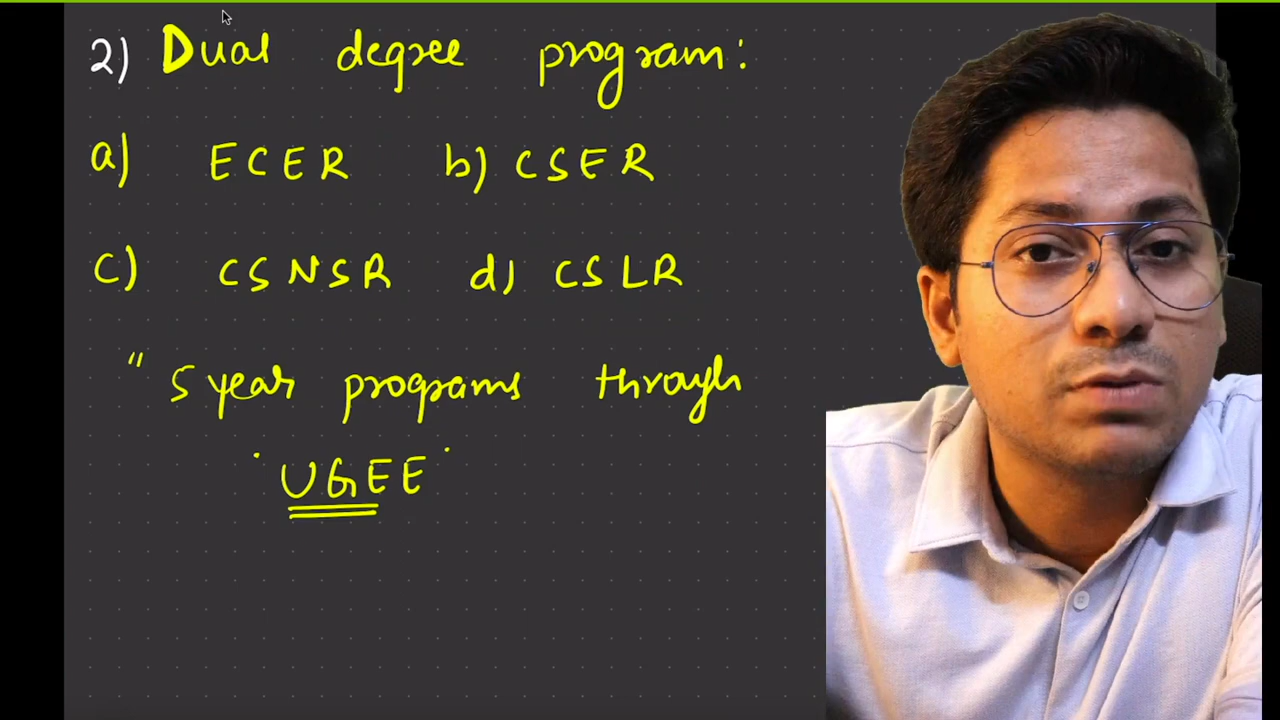 2) Dual degree program:
a) ECER b) CSER
c) CSNSR d) CSLR
" 5 year programs through
' UGEE '